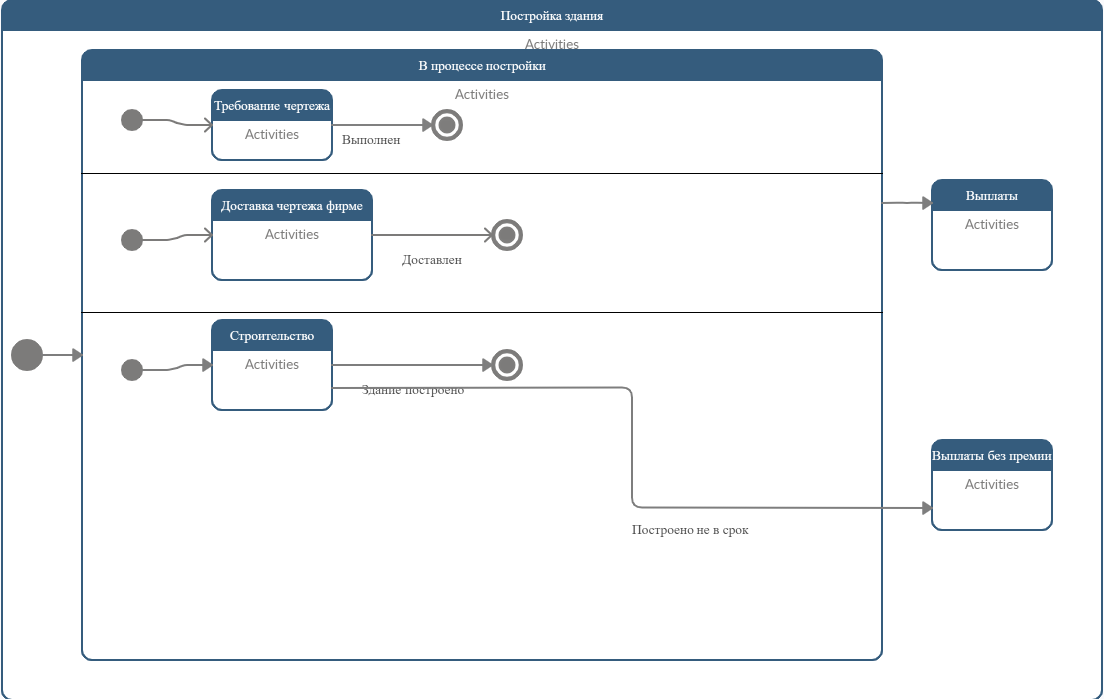 Постройка здания
Activities
В процессе постройки
Activities
Требование чертежа
Activities
Выполнен
Доставка чертежа фирме
Activities
Доставлен
Выплаты
Activities
Строительство
Activities
Здание построено
Выплаты без премии
Activities
Построено не в срок